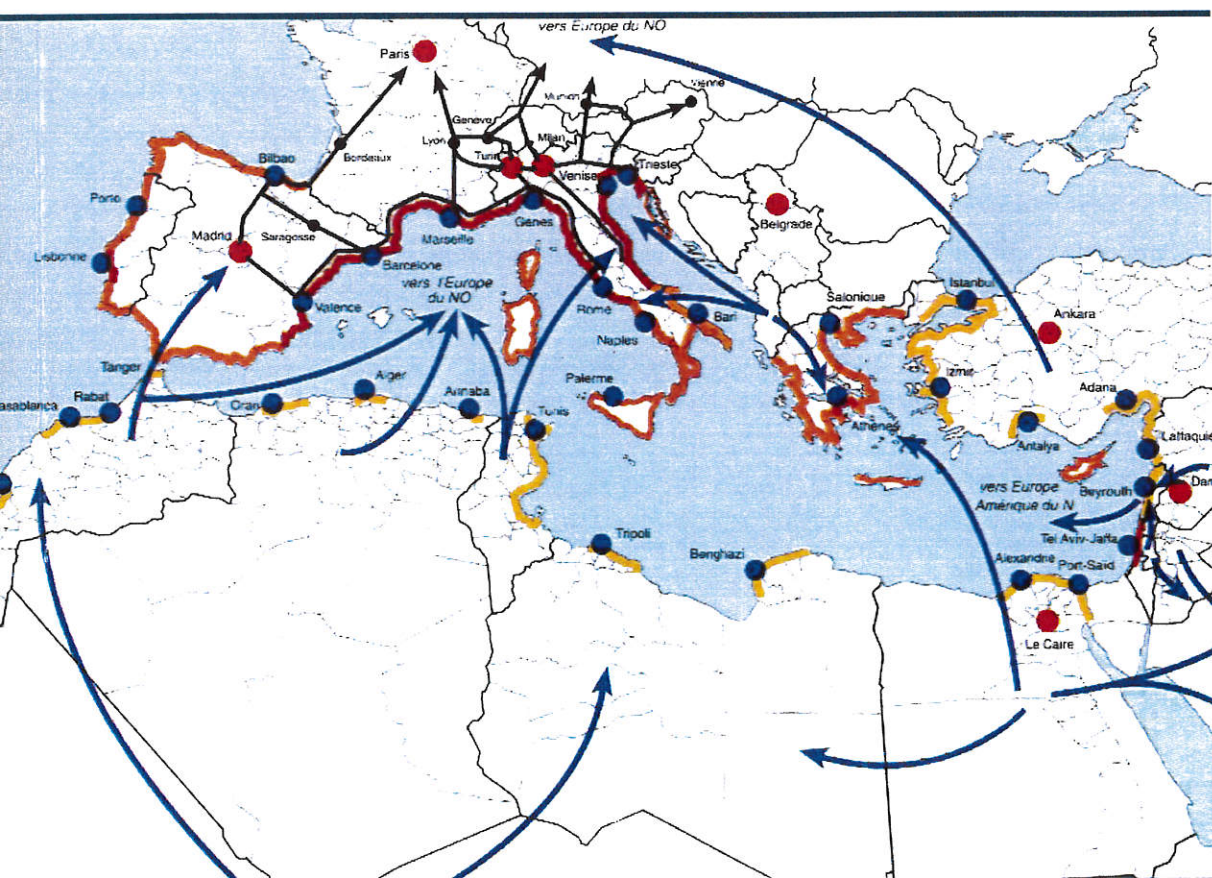 vers Europe du NO
Paris
Vienne
Munich
Genève
Lyon
Milan
Turin
Bordeaux
Venise
Trieste
Bilbao
Porto
Gênes
Belgrade
Madrid
Saragosse
Marseille
Lisbonne
Barcelone
vers l'Europe
du NO
Istanbul
Valence
Rome
Bari
Salonique
Ankara
Naples
Tanger
Alger
Annaba
Palerme
Izmir
Adana
asablanca
Rabat
Oran
Tunis
Athènes
Antalya
Lattaquié
vers Europe
Amérique du N
Beyrouth
Dam
Tripoli
Benghazi
Tel Aviv-Jaffa
Alexandrie
Port-Saïd
Le Caire